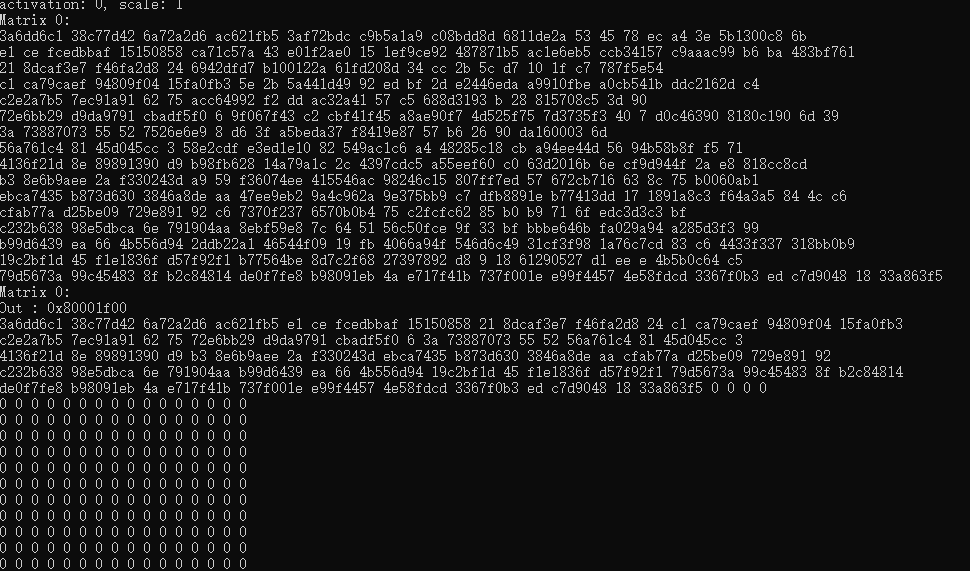 activation: 0, scale: 1
Matrix 0:
3a6dd6c1 38c77d42 6a72a2d6 ac621fb5 3af72bdc c9b5a1a9 c08bdd8d 6811de2a 53 45 78 ec a4 3e 5b1300c8 6b
e1 ce fcedbbaf 15150858 ca71c57a 43 e01f2ae0 15 1ef9ce92 487871b5 ac1e6eb5 ccb34157 c9aaac99 b6 ba 483bf761
21 8dcaf3e7 f46fa2d8 24 6942dfd7 b100122a 61fd208d 34 cc 2b 5c d7 10 1f c7 787f5e54
c1 ca79caef 94809f04 15fa0fb3 5e 2b 5a441d49 92 ed bf 2d e2446eda a9910fbe a0cb541b ddc2162d c4
c2e2a7b5 7ec91a91 62 75 acc64992 f2 dd ac32a41 57 c5 688d3193 b 28 815708c5 3d 90
72e6bb29 d9da9791 cbadf5f0 6 9f067f43 c2 cbf41f45 a8ae90f7 4d525f75 7d3735f3 40 7 d0c46390 8180c190 6d 39
3a 73887073 55 52 7526e6e9 8 d6 3f a5beda37 f8419e87 57 b6 26 90 da160003 6d
56a761c4 81 45d045cc 3 58e2cdf e3ed1e10 82 549ac1c6 a4 48285c18 cb a94ee44d 56 94b58b8f f5 71
4136f21d 8e 89891390 d9 b98fb628 14a79a1c 2c 4397cdc5 a55eef60 c0 63d2016b 6e cf9d944f 2a e8 818cc8cd
b3 8e6b9aee 2a f330243d a9 59 f36074ee 415546ac 98246c15 807ff7ed 57 672cb716 63 8c 75 b0060ab1
ebca7435 b873d630 3846a8de aa 47ee9eb2 9a4c962a 9e375bb9 c7 dfb8891e b77413dd 17 1891a8c3 f64a3a5 84 4c c6
cfab77a d25be09 729e891 92 c6 7370f237 6570b0b4 75 c2fcfc62 85 b0 b9 71 6f edc3d3c3 bf
c232b638 98e5dbca 6e 791904aa 8ebf59e8 7c 64 51 56c50fce 9f 33 bf bbbe646b fa029a94 a285d3f3 99
b99d6439 ea 66 4b556d94 2ddb22a1 46544f09 19 fb 4066a94f 546d6c49 31cf3f98 1a76c7cd 83 c6 4433f337 318bb0b9
19c2bf1d 45 f1e1836f d57f92f1 b77564be 8d7c2f68 27397892 d8 9 18 61290527 d1 ee e 4b5b0c64 c5
79d5673a 99c45483 8f b2c84814 de0f7fe8 b98091eb 4a e717f41b 737f001e e99f4457 4e58fdcd 3367f0b3 ed c7d9048 18 33a863f5
Matrix 0:
Out : 0x80001f00
3a6dd6c1 38c77d42 6a72a2d6 ac621fb5 e1 ce fcedbbaf 15150858 21 8dcaf3e7 f46fa2d8 24 c1 ca79caef 94809f04 15fa0fb3
c2e2a7b5 7ec91a91 62 75 72e6bb29 d9da9791 cbadf5f0 6 3a 73887073 55 52 56a761c4 81 45d045cc 3
4136f21d 8e 89891390 d9 b3 8e6b9aee 2a f330243d ebca7435 b873d630 3846a8de aa cfab77a d25be09 729e891 92
c232b638 98e5dbca 6e 791904aa b99d6439 ea 66 4b556d94 19c2bf1d 45 f1e1836f d57f92f1 79d5673a 99c45483 8f b2c84814
de0f7fe8 b98091eb 4a e717f41b 737f001e e99f4457 4e58fdcd 3367f0b3 ed c7d9048 18 33a863f5 0 0 0 0
0 0 0 0 0 0 0 0 0 0 0 0 0 0 0 0
0 0 0 0 0 0 0 0 0 0 0 0 0 0 0 0
0 0 0 0 0 0 0 0 0 0 0 0 0 0 0 0
0 0 0 0 0 0 0 0 0 0 0 0 0 0 0 0
0 0 0 0 0 0 0 0 0 0 0 0 0 0 0 0
0 0 0 0 0 0 0 0 0 0 0 0 0 0 0 0
0 0 0 0 0 0 0 0 0 0 0 0 0 0 0 0
0 0 0 0 0 0 0 0 0 0 0 0 0 0 0 0
0 0 0 0 0 0 0 0 0 0 0 0 0 0 0 0
0 0 0 0 0 0 0 0 0 0 0 0 0 0 0 0
0 0 0 0 0 0 0 0 0 0 0 0 0 0 0 0